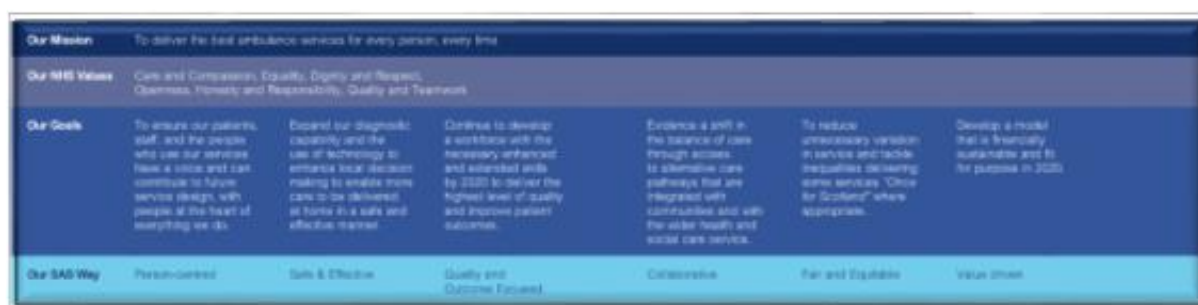 Our Mission
To deliver the best ambulance services for every person, every time
Our NHS Values
Care and Compassion, Equality, Dignity and Respect,
Openness, Honesty and Responsibility, Quality and Teamwork
Our Goals
To ensure our patients,
staff, and the people
who use our services
have a voice and can
contribute to future
service design, with
people at the heart of
everything we do.
Expand our diagnostic
capability and the
use of technology to
enhance local decision
making to enable more
care to be delivered
at home in a safe and
effective manner.
Continue to develop
a workforce with the
necessary enhanced
and extended skills
by 2020 to deliver the
highest level of quality
and improve patient
outcomes.
Evidence a shift in
the balance of care
through access
to alternative care
pathways that are
integrated with
communities and with
the wider health and
social care service.
To reduce
unnecessary variation
in service and tackle
inequalities delivering
some services "Once
for Scotland" where
appropriate.
Develop a model
that is financially
sustainable and fit
for purpose in 2020.
Our SAS Way
Person-centred
Safe & Effective
Quality and
Outcome Focused
Collaborative
Fair and Equitable
Value driven